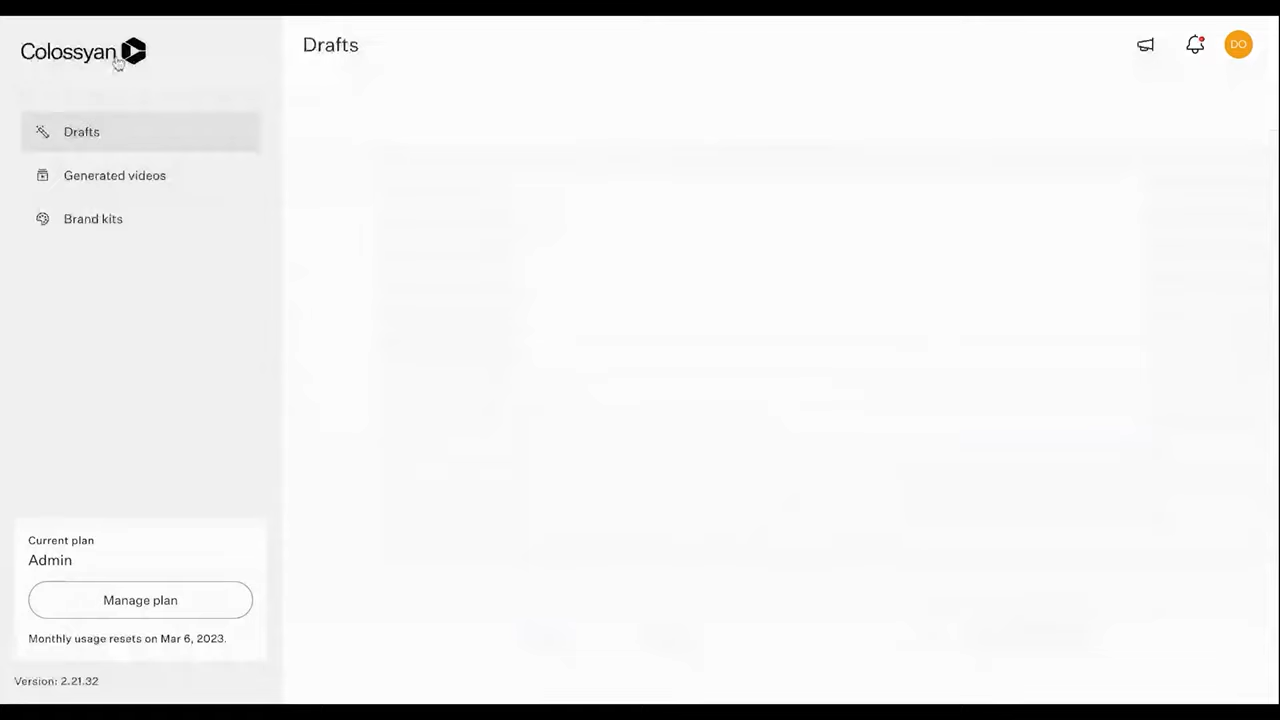 Colossyan
Drafts
DO
Drafts
Generated videos
Brand kits
Current plan
Admin
Manage plan
Monthly usage resets on Mar 6, 2023.
Version: 2.21.32